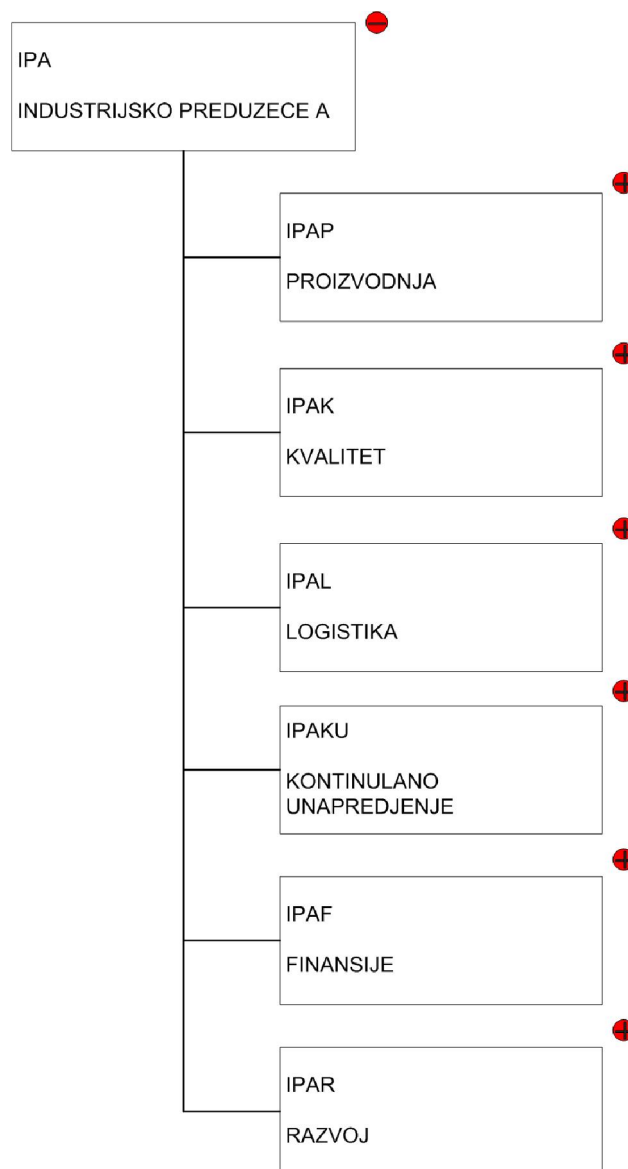 IPA
INDUSTRIJSKO PREDUZECE A
IPAP
PROIZVODNJA
IPAK
KVALITET
IPAL
LOGISTIKA
IPAKU
KONTINULANO
UNAPREDJENJE
IPAF
FINANSIJE
IPAR
RAZVOJ